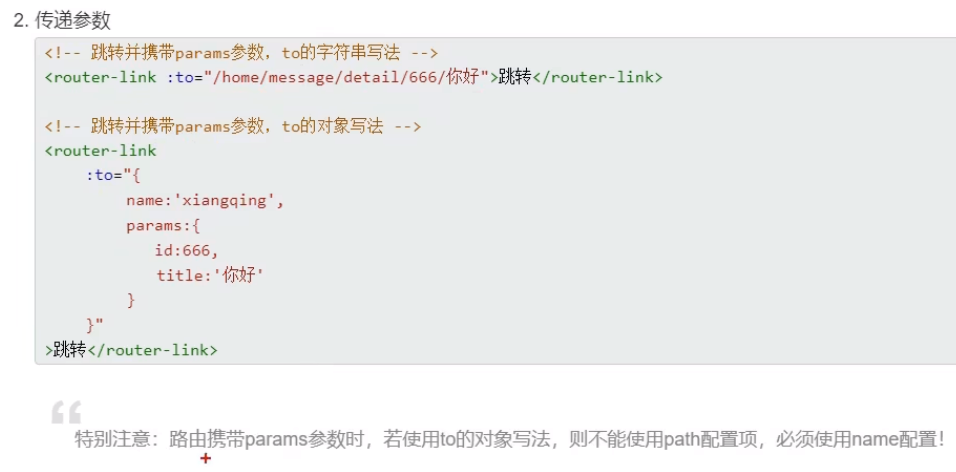 2. 传递参数
<!-- 跳转并携带params参数，to的字符串写法 -->
<router-link :to="/home/message/detail/666/你好">跳转</router-link>
<!-- 跳转并携带params参数，to的对象写法 -->
<router-link
:to="{
name:'xiangqing',
params:{
id:666,
title:'你好'
}
}"
>跳转</router-link>
特别注意：路由携带params参数时，若使用to的对象写法，则不能使用path配置项，必须使用name配置！